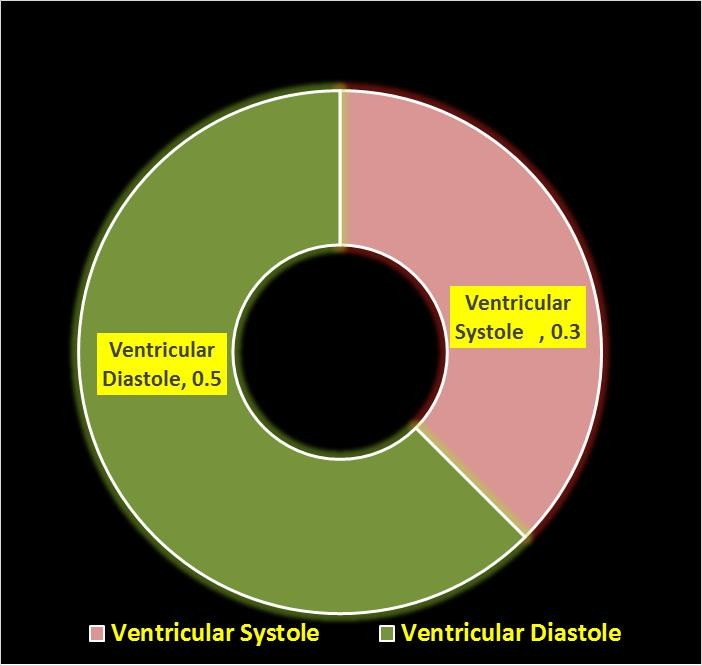 Ventricular
Systole   , 0.3
Ventricular
Diastole, 0.5
Ventricular Systole
Ventricular Diastole